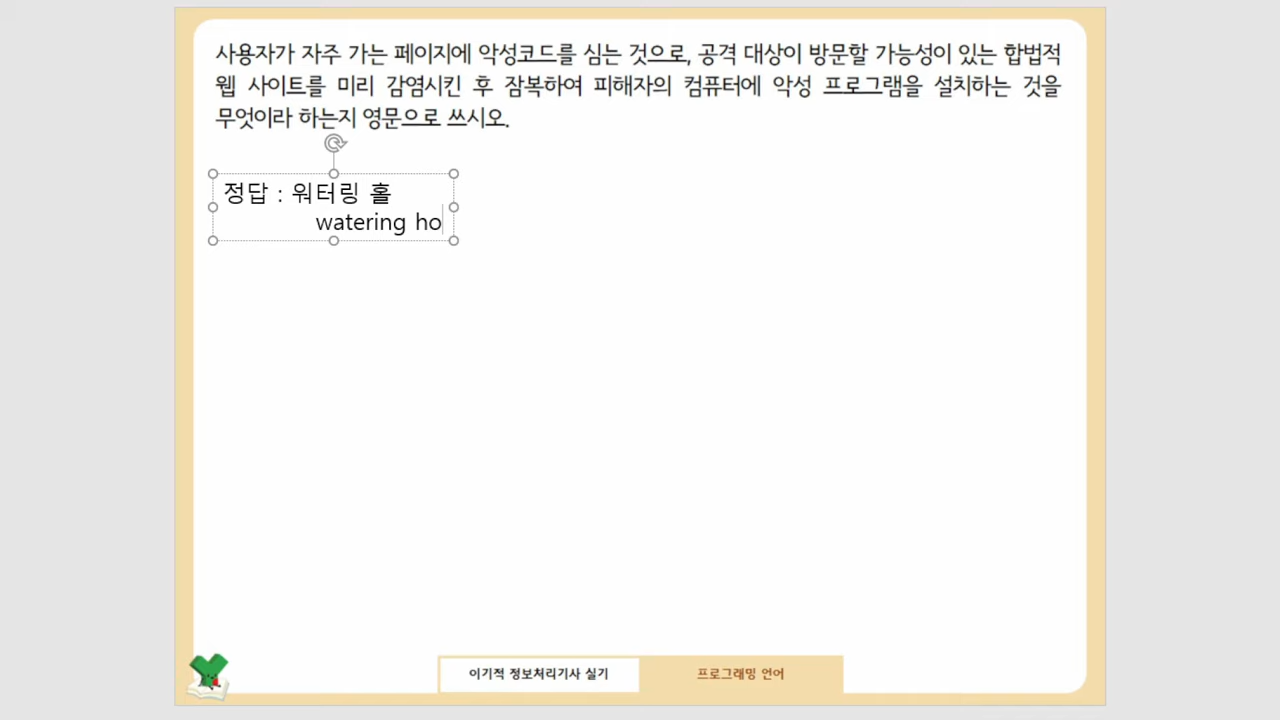 사용자가 자주 가는 페이지에 악성코드를 심는 것으로, 공격 대상이 방문할 가능성이 있는 합법적
웹 사이트를 미리 감염시킨 후 잠복하여 피해자의 컴퓨터에 악성 프로그램을 설치하는 것을
무엇이라 하는지 영문으로 쓰시오.
정답 : 워터링 홀
watering ho
이기적 정보처리기사 실기
프로그래밍 언어